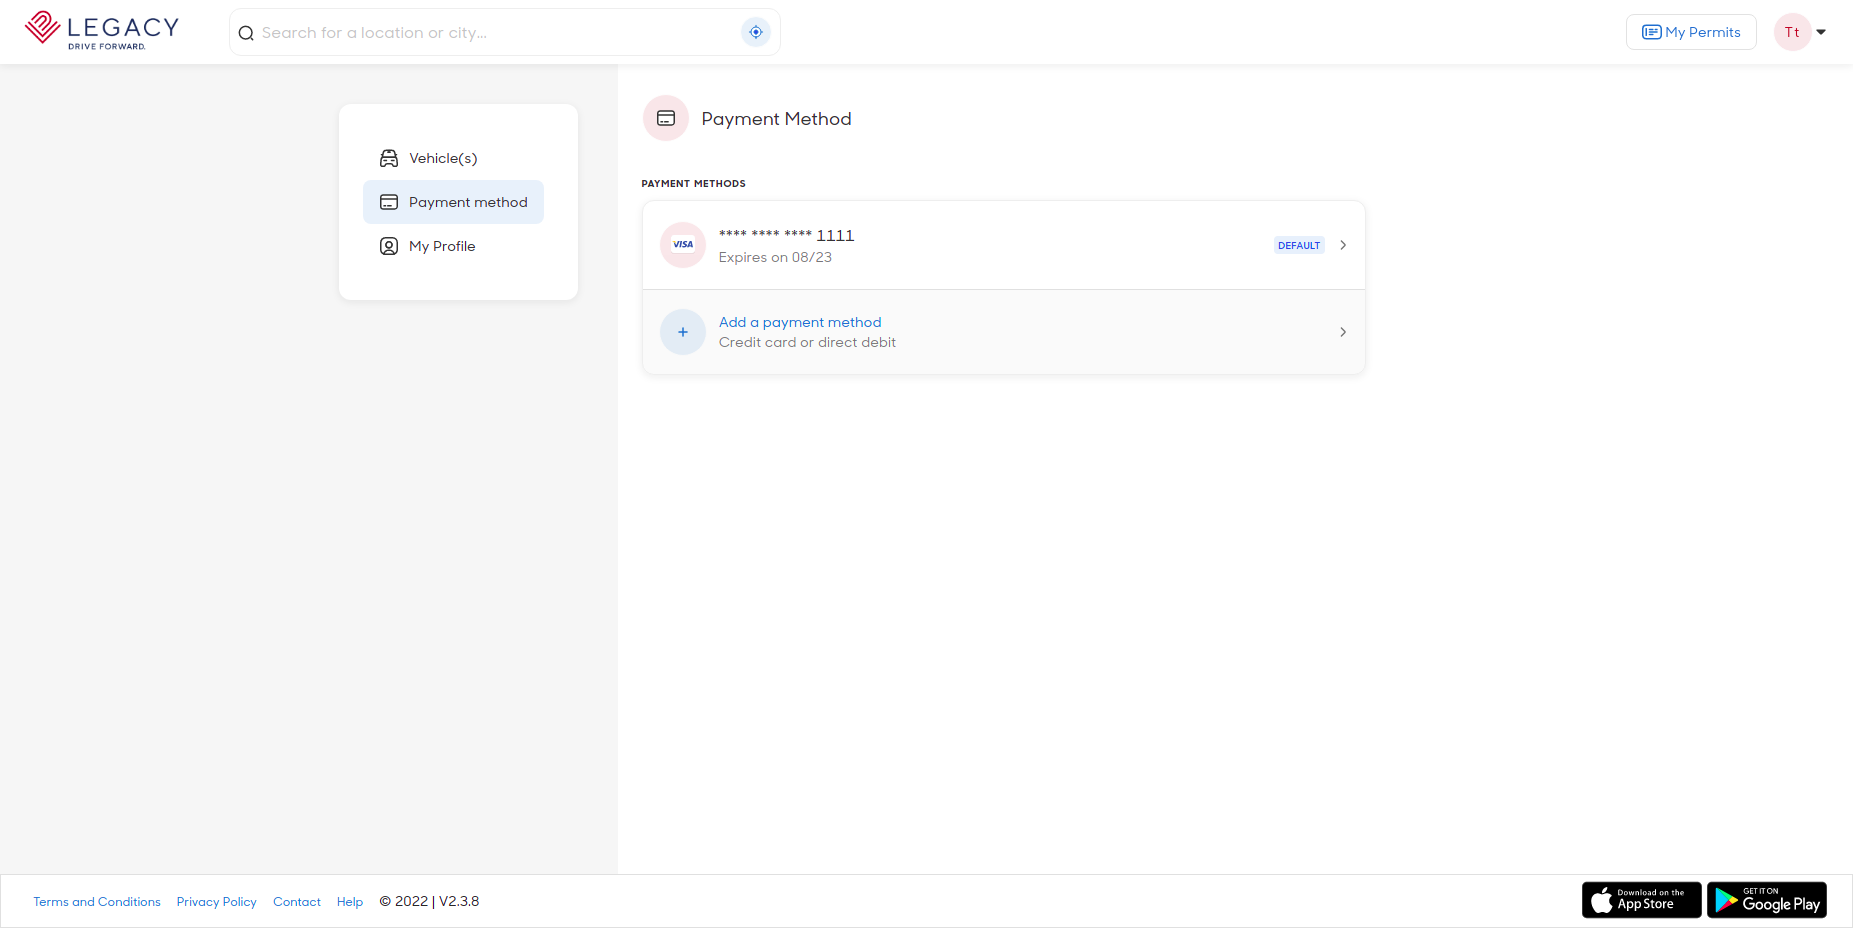 LEGACY
DRIVE FORWARD.
Search for a location or city...
My Permits
Tt
Vehicle(s)
Payment method
My Profile
Payment Method
PAYMENT METHODS
VISA
**** **** **** 1111
Expires on 08/23
DEFAULT
+
Add a payment method
Credit card or direct debit
Terms and Conditions
Privacy Policy
Contact
Help
© 2022 | V2.3.8
Download on the
App Store
GET IT ON
Google Play